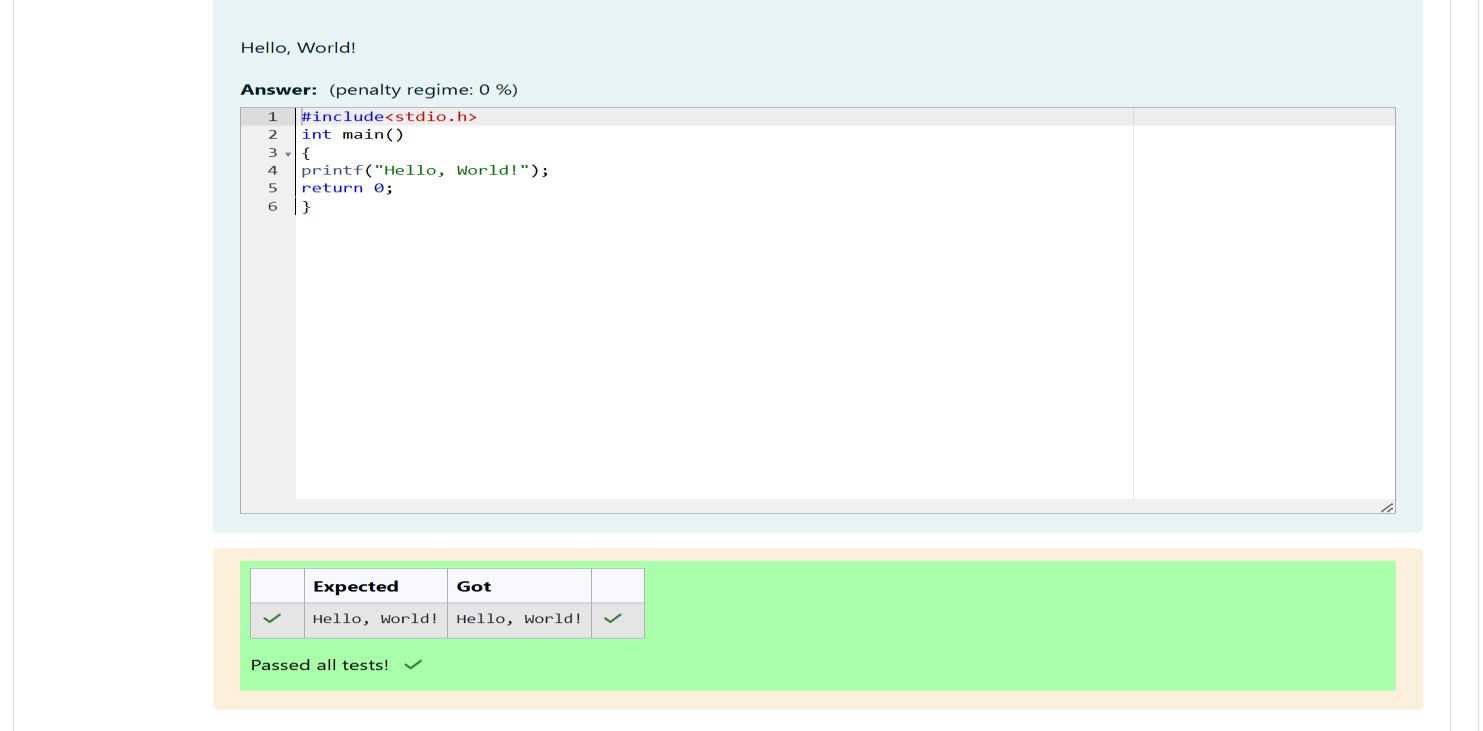 Hello, World!
Answer: (penalty regime: 0 %)
1 #include<stdio.h>
2 int main()
3 {
4 printf("Hello, World!");
5 return 0;
6 }
Expected Got
Hello, World! Hello, World!
Passed all tests!